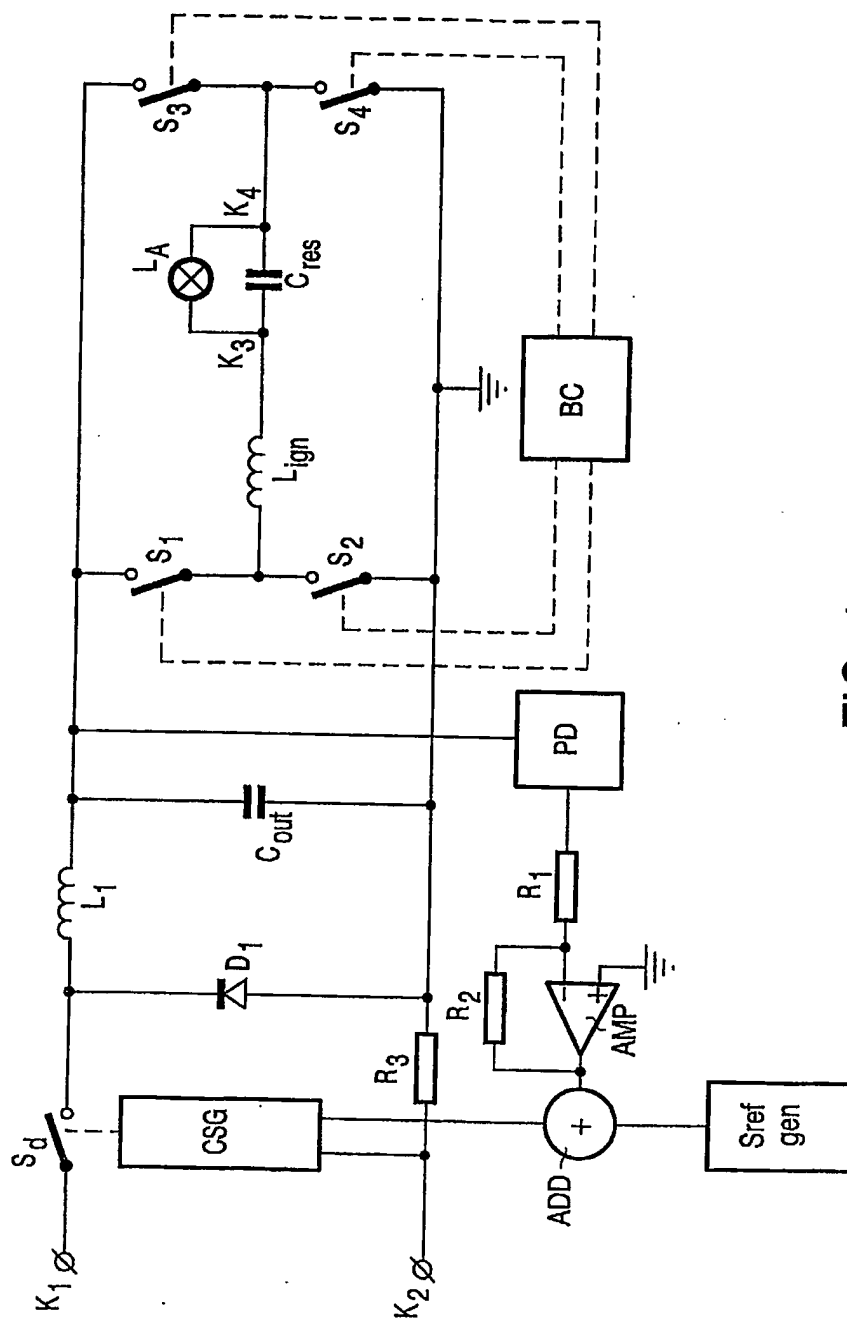 K1
Sd
CSG
K2
R3
D1
L1
Cout
S1
S2
Lign
K3
LA
Cres
K4
S3
S4
BC
PD
R1
R2
AMP
−
+
ADD
+
Sref
gen